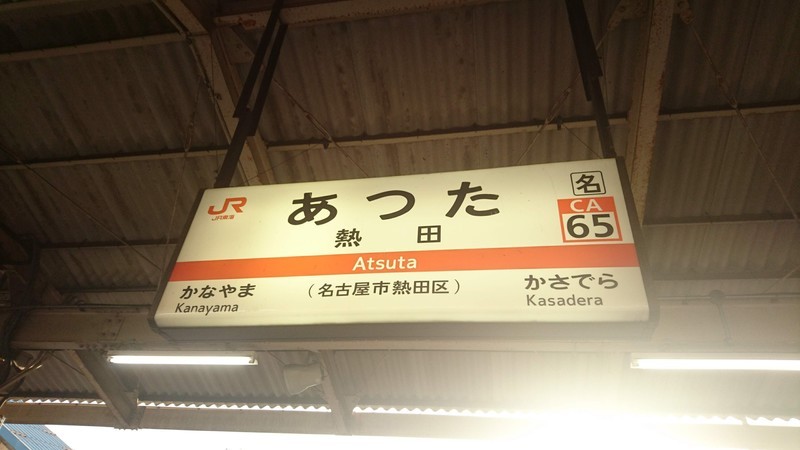 JR
JR東海
あつた
名
CA
65
熱田
Atsuta
かなやま
Kanayama
(名古屋市熱田区)
かさでら
Kasadera